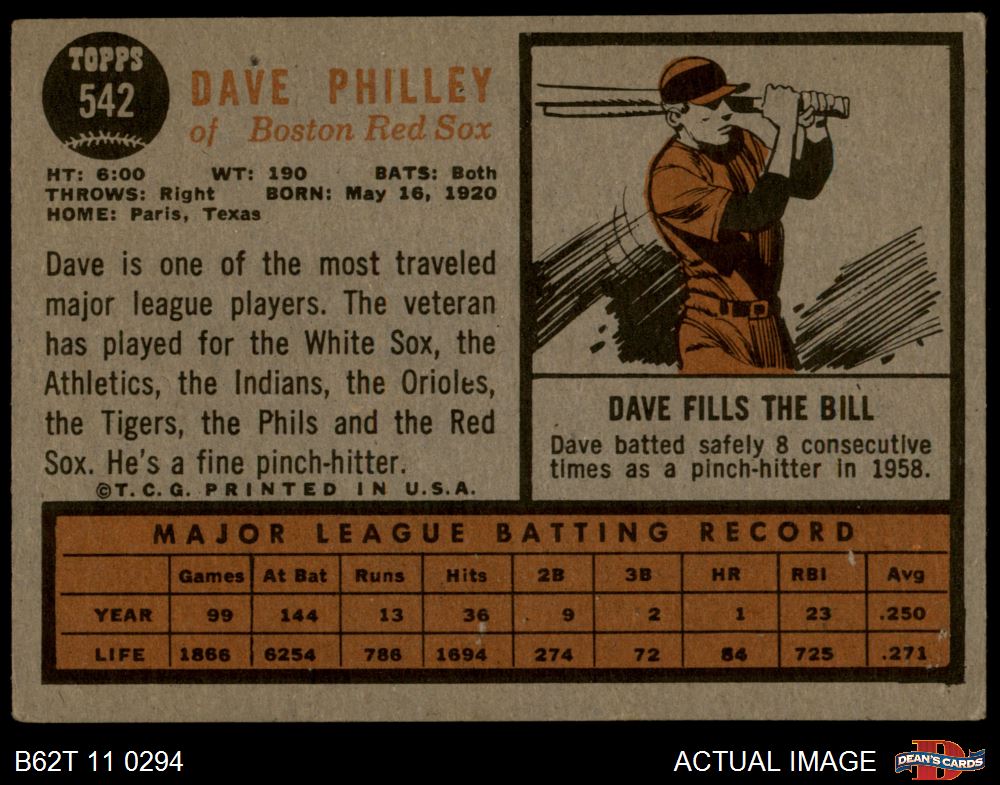 TOPPS
542
DAVE PHILLEY
of Boston Red Sox
HT: 6:00 WT: 190 BATS: Both
THROWS: Right BORN: May 16, 1920
HOME: Paris, Texas
Dave is one of the most traveled
major league players. The veteran
has played for the White Sox, the
Athletics, the Indians, the Orioles,
the Tigers, the Phils and the Red
Sox. He's a fine pinch-hitter.
©T.C.G. PRINTED IN U.S.A.
DAVE FILLS THE BILL
Dave batted safely 8 consecutive
times as a pinch-hitter in 1958.
MAJOR LEAGUE BATTING RECORD
Games At Bat Runs Hits 2B 3B HR RBI Avg
YEAR 99 144 13 36 9 2 1 23 .250
LIFE 1866 6254 786 1694 274 72 84 725 .271
B62T 11 0294
ACTUAL IMAGE
D
DEAN'S CARDS